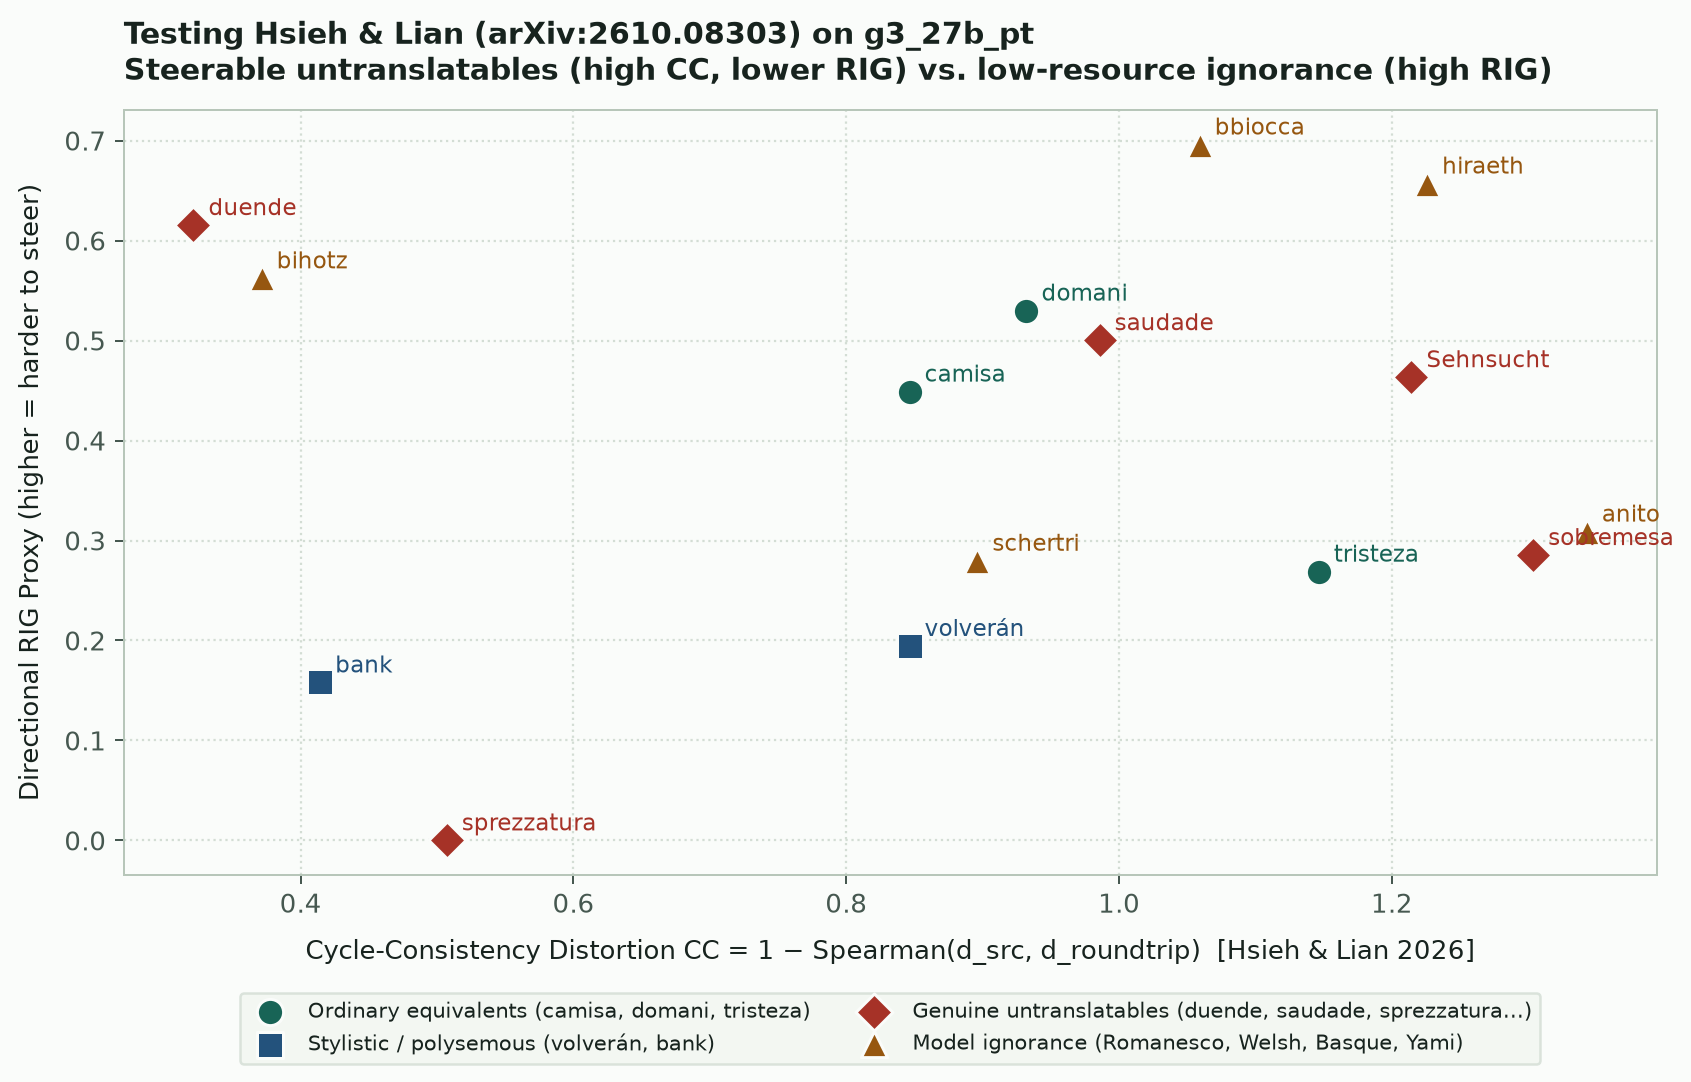 Testing Hsieh & Lian (arXiv:2610.08303) on g3_27b_pt
Steerable untranslatables (high CC, lower RIG) vs. low-resource ignorance (high RIG)
Directional RIG Proxy (higher = harder to steer)
0.7
0.6
0.5
0.4
0.3
0.2
0.1
0.0
bbiocca
hiraeth
duende
bihotz
domani
saudade
Sehnsucht
camisa
anito
sobremesa
schertri
tristeza
volverán
bank
sprezzatura
0.4
0.6
0.8
1.0
1.2
Cycle-Consistency Distortion CC = 1 − Spearman(d_src, d_roundtrip) [Hsieh & Lian 2026]
Ordinary equivalents (camisa, domani, tristeza)
Stylistic / polysemous (volverán, bank)
Genuine untranslatables (duende, saudade, sprezzatura...)
Model ignorance (Romanesco, Welsh, Basque, Yami)